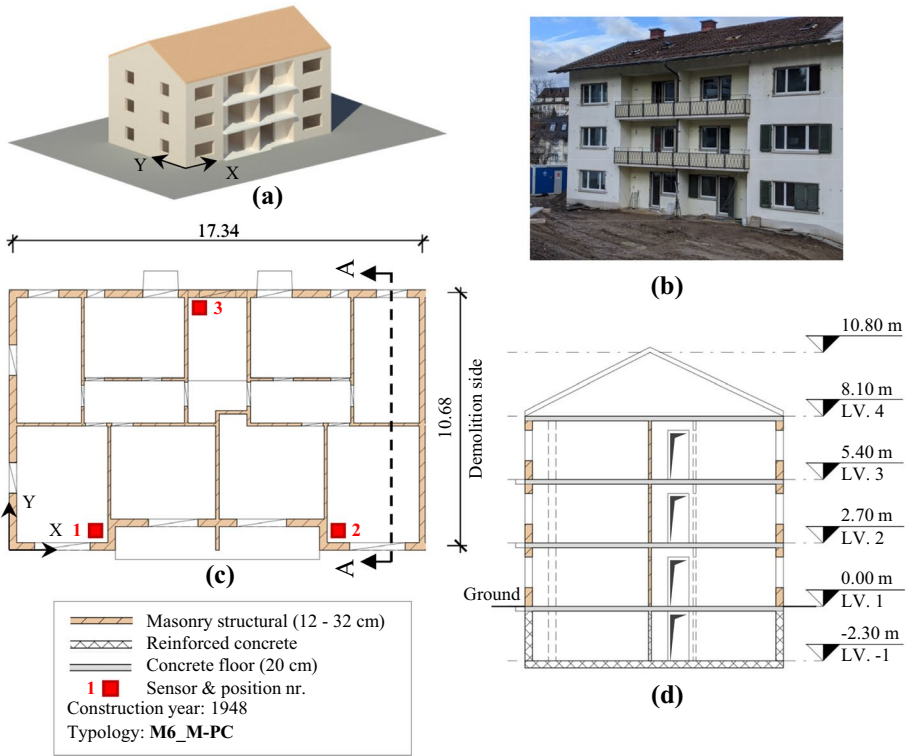 Y
X
(a)
(b)
17.34
A
3
10.68
Demolition side
Y
X
1
2
A
(c)
Masonry structural (12 - 32 cm)
Reinforced concrete
Concrete floor (20 cm)
1 Sensor & position nr.
Construction year: 1948
Typology: M6_M-PC
10.80 m
8.10 m
LV. 4
5.40 m
LV. 3
2.70 m
LV. 2
Ground
0.00 m
LV. 1
-2.30 m
LV. -1
(d)